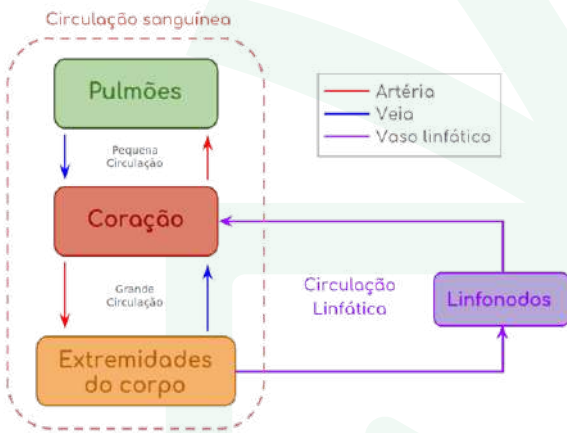 Circulação sanguínea
Pulmões
Artéria
Veia
Vaso linfático
Pequena
Circulação
Coração
Grande
Circulação
Circulação
Linfática
Linfonodos
Extremidades
do corpo